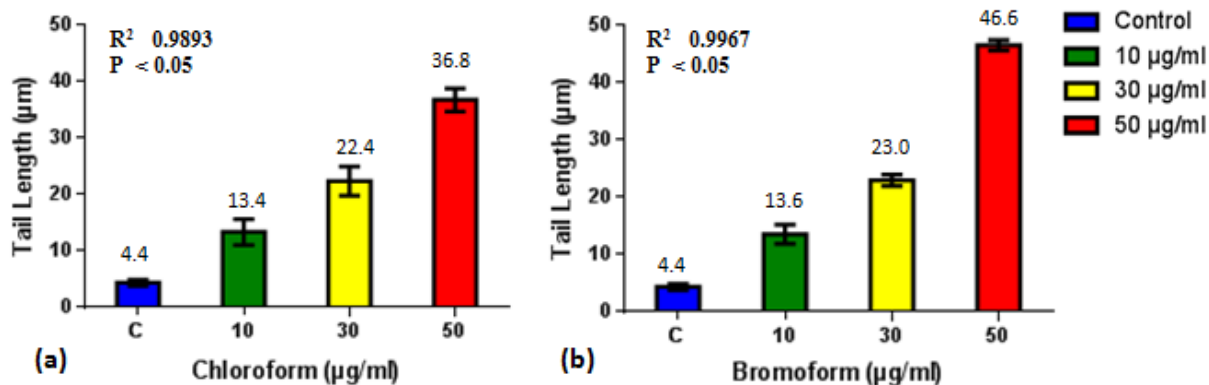 50
40
30
20
10
0
Tail Length (µm)
R² 0.9893
P < 0.05
4.4
13.4
22.4
36.8
C 10 30 50
(a) Chloroform (µg/ml)
50
40
30
20
10
0
Tail Length (µm)
R² 0.9967
P < 0.05
4.4
13.6
23.0
46.6
C 10 30 50
(b) Bromoform (µg/ml)
Control
10 µg/ml
30 µg/ml
50 µg/ml